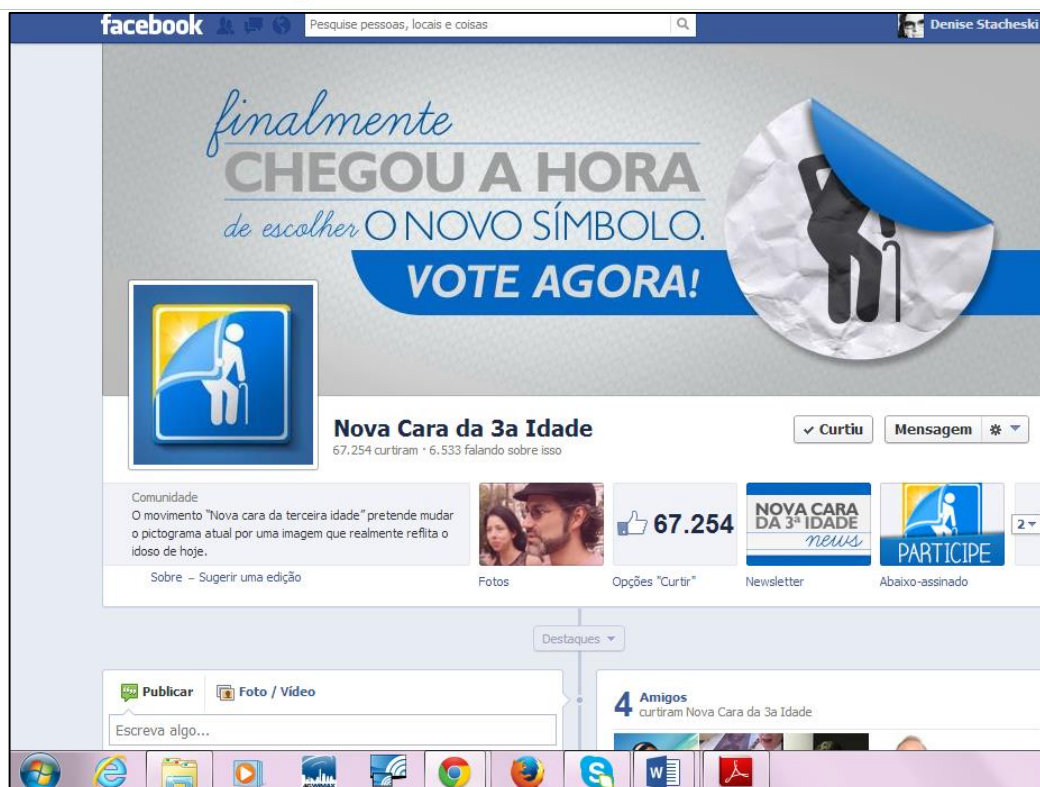 facebook
Pesquise pessoas, locais e coisas
Denise Stacheski
finalmente
CHEGOU A HORA
de escolher O NOVO SÍMBOLO.
VOTE AGORA!
Nova Cara da 3a Idade
67.254 curtiram · 6.533 falando sobre isso
Curtiu
Mensagem
Comunidade
O movimento "Nova cara da terceira idade" pretende mudar
o pictograma atual por uma imagem que realmente reflita o
idoso de hoje.
Sobre – Sugerir uma edição
Fotos
67.254
Opções "Curtir"
NOVA CARA
DA 3ª IDADE
news
Newsletter
PARTICIPE
Abaixo-assinado
2
Destaques
Publicar
Foto / Vídeo
Escreva algo...
4 Amigos
curtiram Nova Cara da 3a Idade